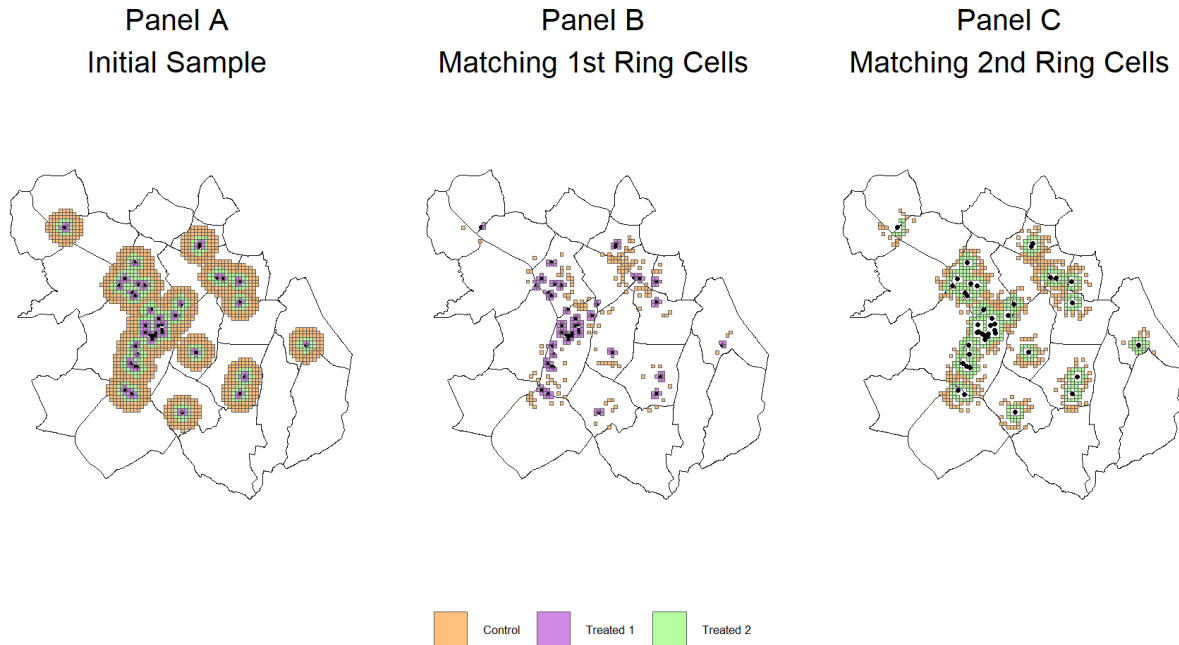 Panel A
Initial Sample
Panel B
Matching 1st Ring Cells
Panel C
Matching 2nd Ring Cells
Control
Treated 1
Treated 2